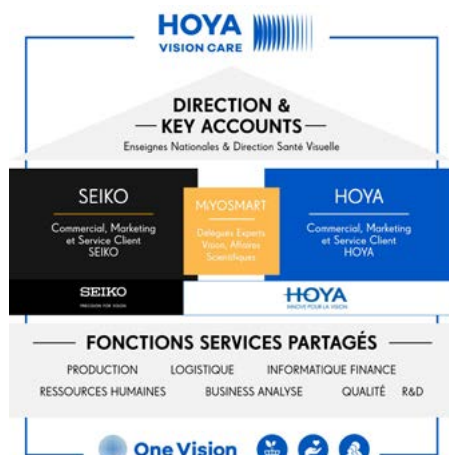 HOYA
VISION CARE
DIRECTION &
KEY ACCOUNTS
Enseignes Nationales & Direction Santé Visuelle
SEIKO
Commercial, Marketing
et Service Client
SEIKO
MiYOSMART
Délégués Experts
Vision, Affaires
Scientifiques
HOYA
Commercial, Marketing
et Service Client
HOYA
SEIKO
PRECISION FOR VISION
HOYA
INNOVE POUR LA VISION
FONCTIONS SERVICES PARTAGÉS
PRODUCTION LOGISTIQUE INFORMATIQUE FINANCE
RESSOURCES HUMAINES BUSINESS ANALYSE QUALITÉ R&D
One Vision